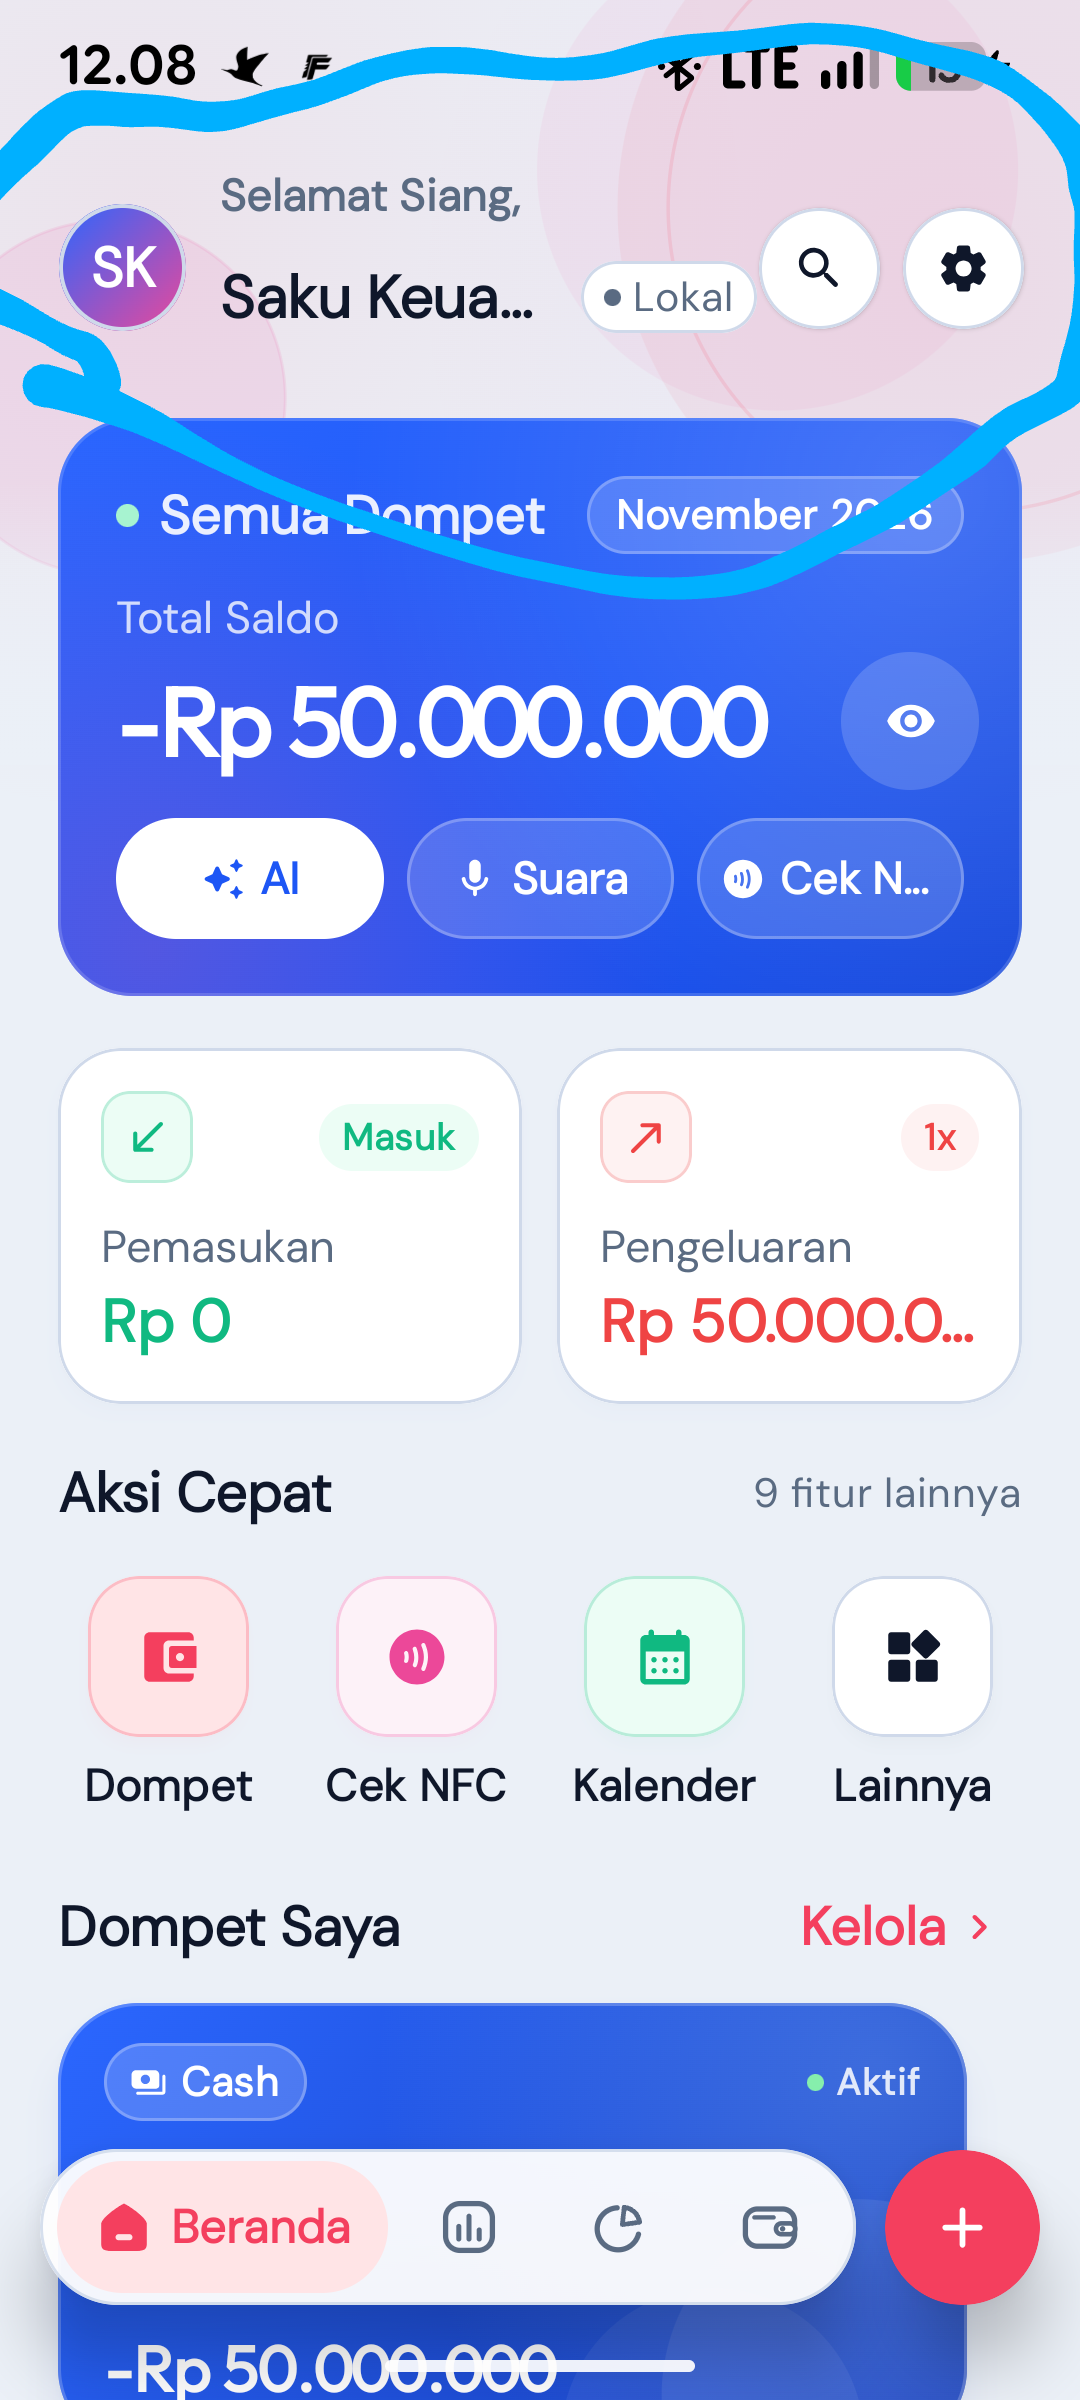 12.08 LTE
Selamat Siang,
SK
Saku Keua...
Lokal
Semua Dompet November 2026
Total Saldo
-Rp 50.000.000
AI Suara Cek N...
Masuk 1x
Pemasukan Pengeluaran
Rp 0 Rp 50.000.0...
Aksi Cepat 9 fitur lainnya
Dompet Cek NFC Kalender Lainnya
Dompet Saya Kelola
Cash Aktif
Beranda
-Rp 50.000.000